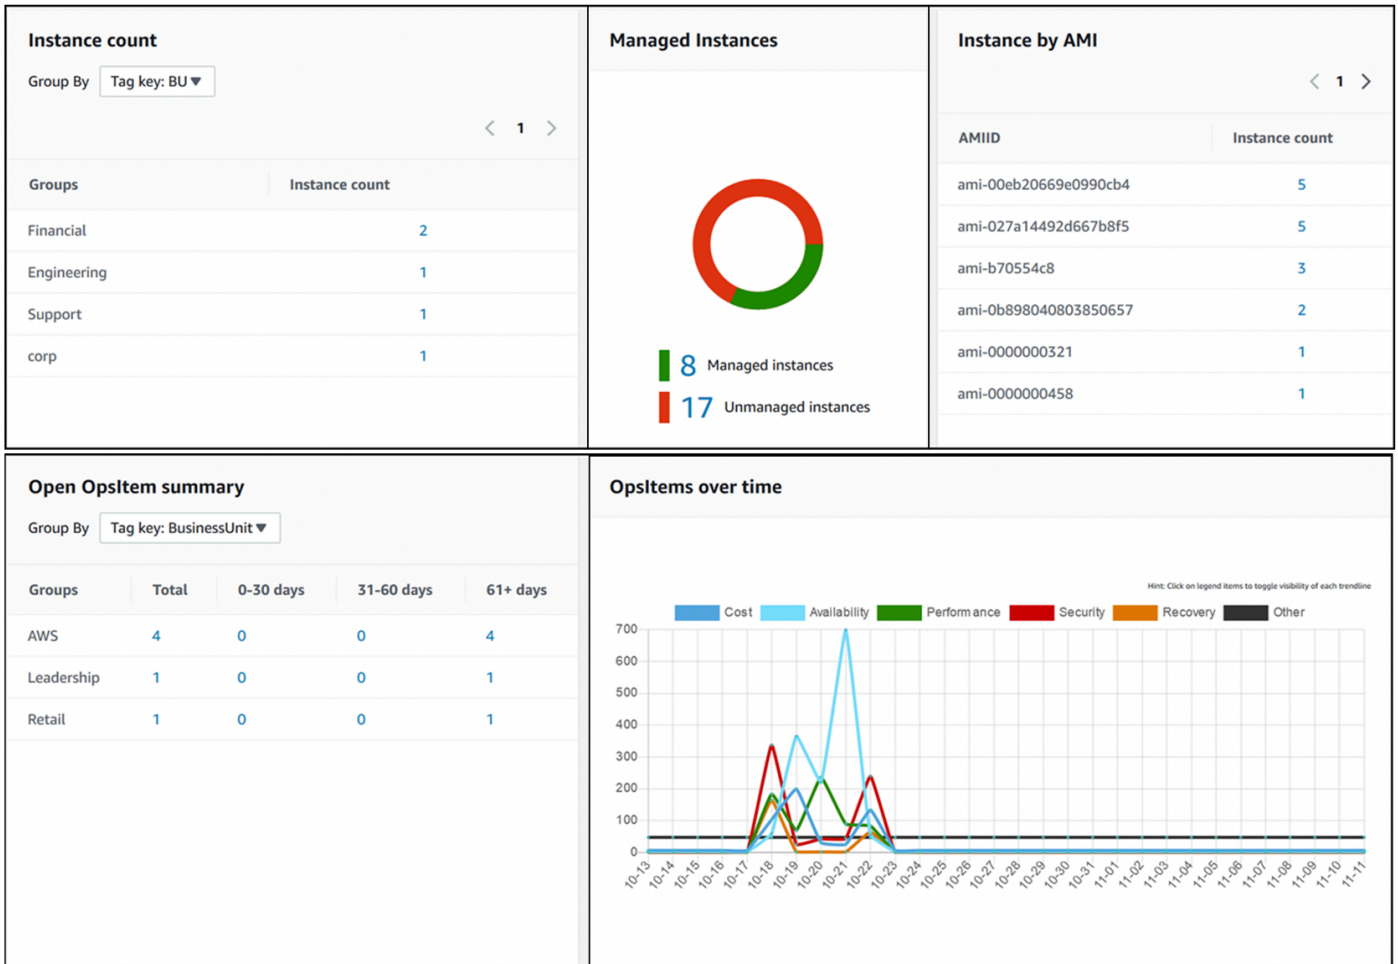 Instance count
Group By Tag key: BU
1
Groups Instance count
Financial 2
Engineering 1
Support 1
corp 1
Managed Instances
8 Managed instances
17 Unmanaged instances
Instance by AMI
1
AMIID Instance count
ami-00eb20669e0990cb4 5
ami-027a14492d667b8f5 5
ami-b70554c8 3
ami-0b898040803850657 2
ami-0000000321 1
ami-0000000458 1
Open OpsItem summary
Group By Tag key: BusinessUnit
Groups Total 0-30 days 31-60 days 61+ days
AWS 4 0 0 4
Leadership 1 0 0 1
Retail 1 0 0 1
OpsItems over time
Hint: Click on legend items to toggle visibility of each trendline
Cost Availability Performance Security Recovery Other
700
600
500
400
300
200
100
0
10-13 10-14 10-15 10-16 10-17 10-18 10-19 10-20 10-21 10-22 10-23 10-24 10-25 10-26 10-27 10-28 10-29 10-30 10-31 11-01 11-02 11-03 11-04 11-05 11-06 11-07 11-08 11-09 11-10 11-11